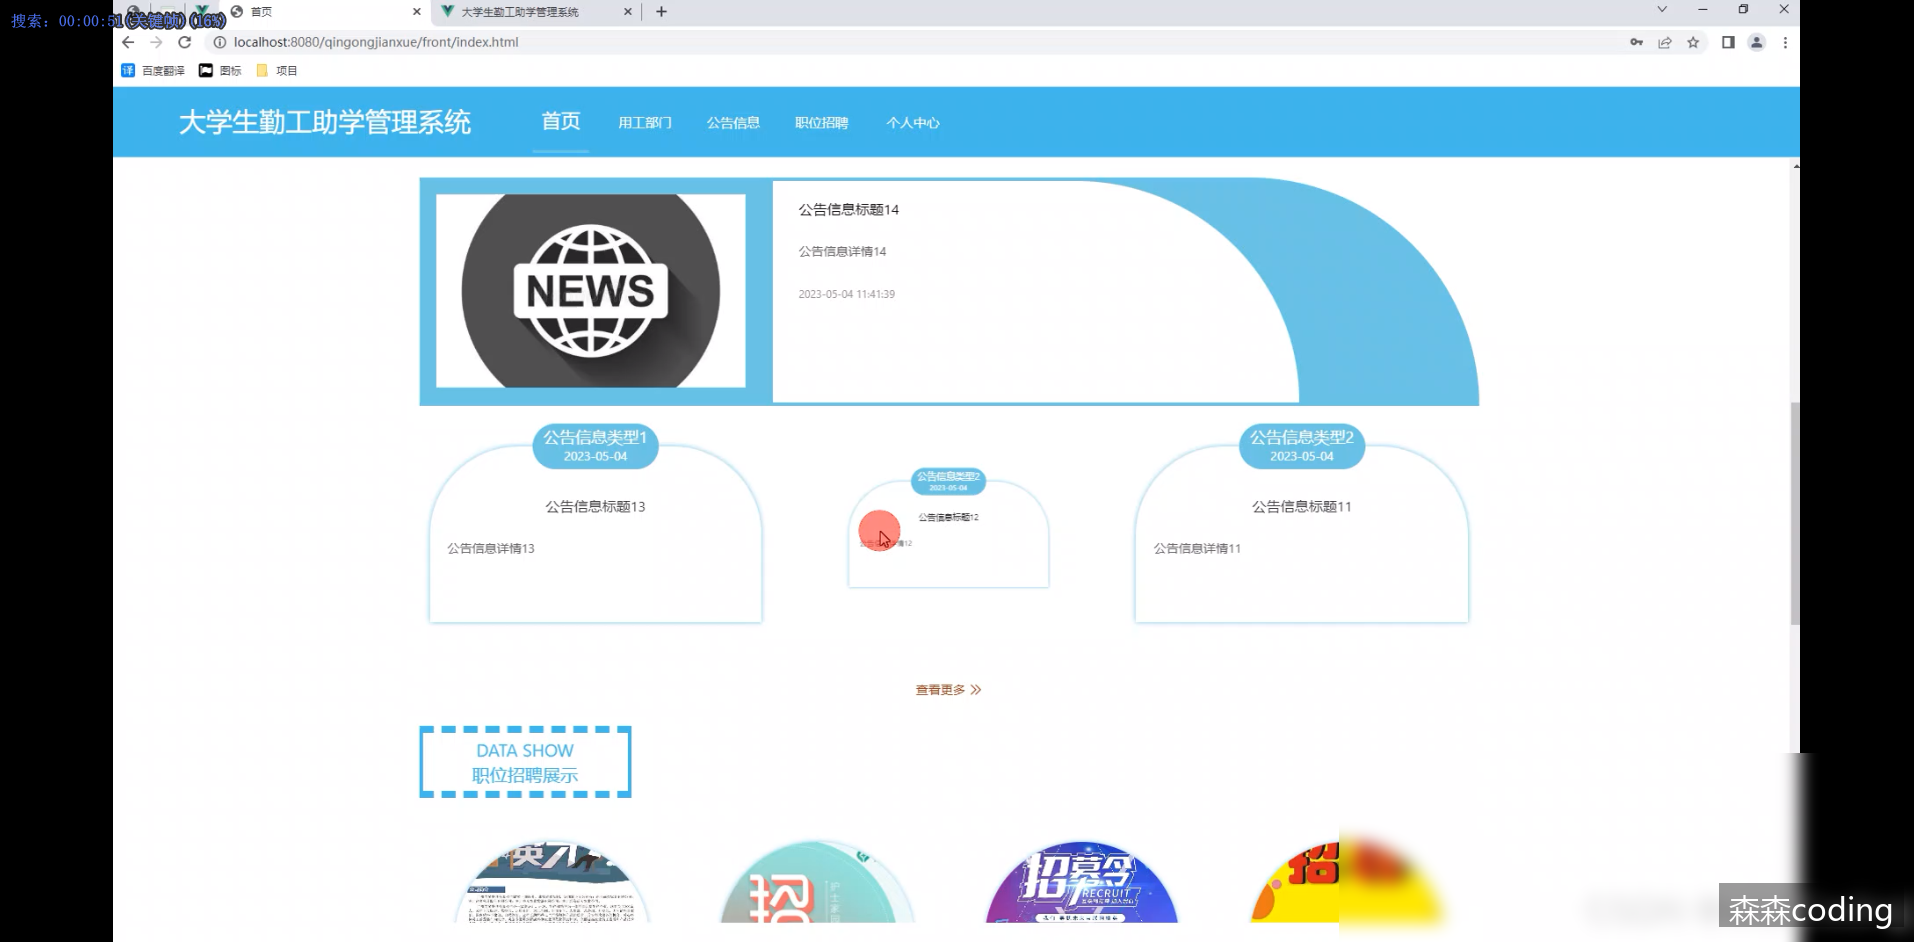 搜索: 00:00:51(关键帧) (16%)
首页
大学生勤工助学管理系统
localhost:8080/qingongjianxue/front/index.html
百度翻译
图标
项目
大学生勤工助学管理系统
首页
用工部门
公告信息
职位招聘
个人中心
NEWS
公告信息标题14
公告信息详情14
2023-05-04 11:41:39
公告信息类型1
2023-05-04
公告信息标题13
公告信息详情13
公告信息类型2
2023-05-04
公告信息标题12
公告信息类型2
2023-05-04
公告信息标题11
公告信息详情11
查看更多
DATA SHOW
职位招聘展示
英才
招
招募令
RECRUIT
招
森森coding